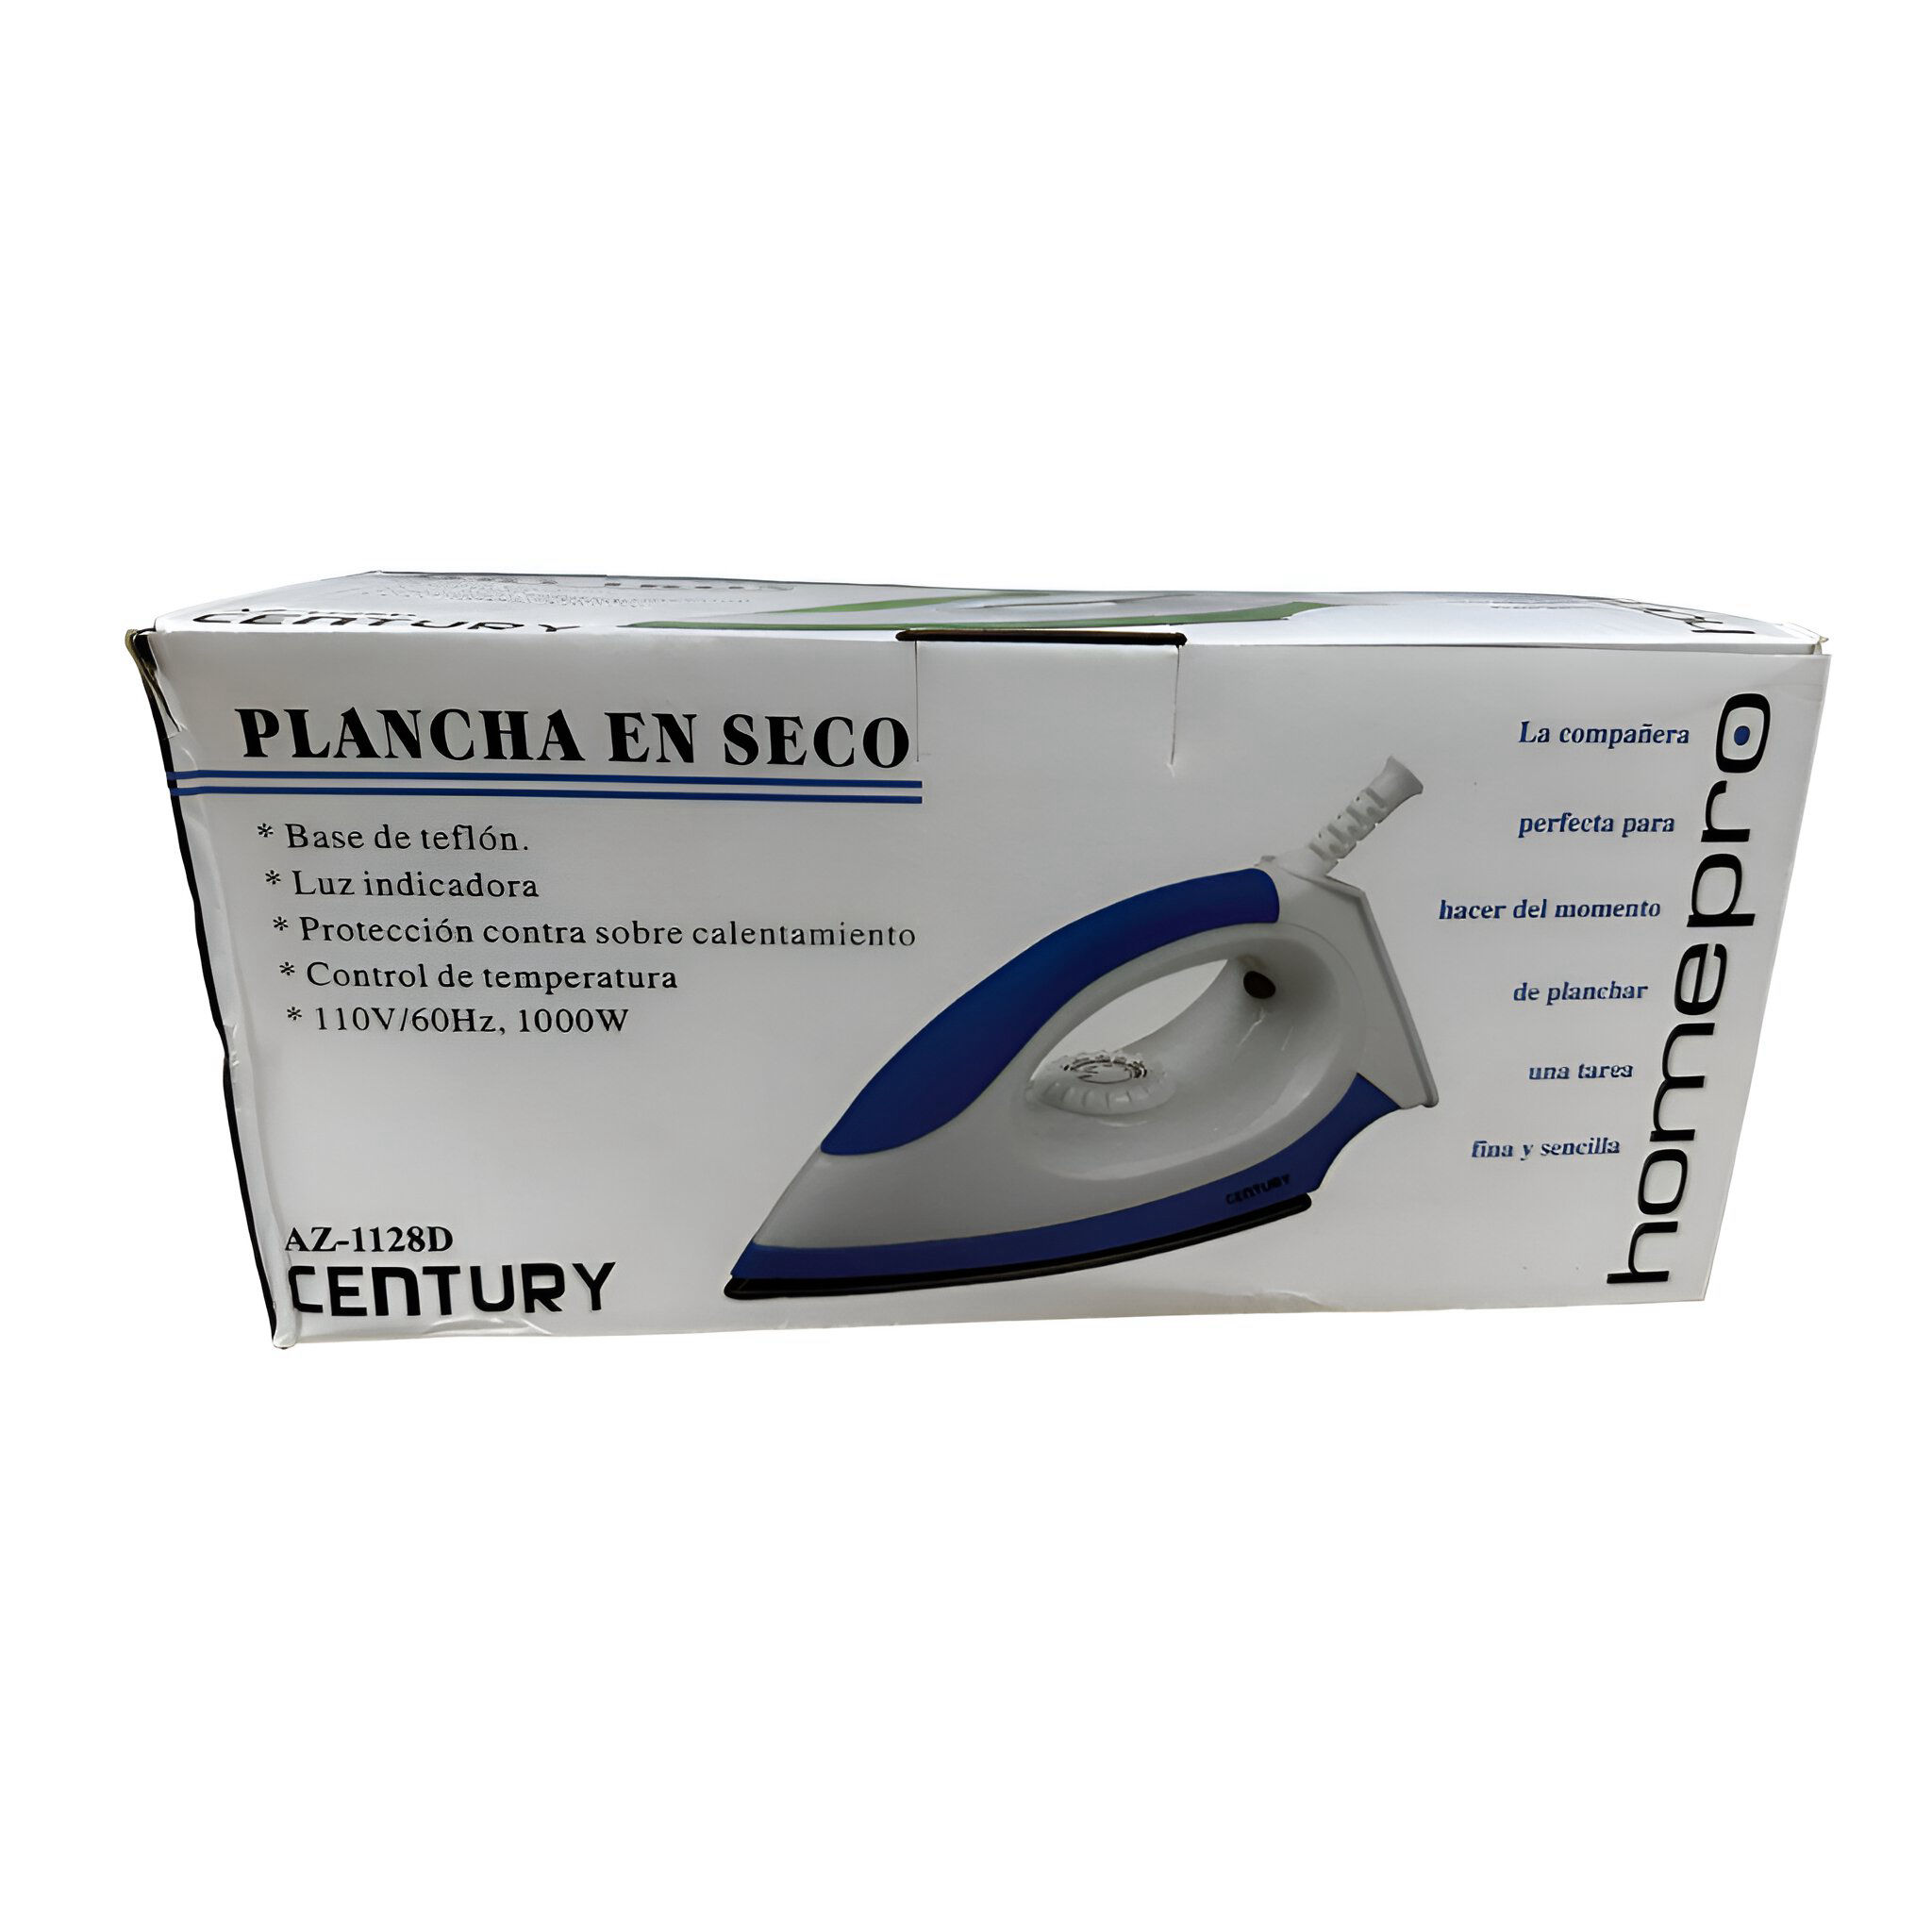 CENTURY
PLANCHA EN SECO
* Base de teflón.
* Luz indicadora
* Protección contra sobre calentamiento
* Control de temperatura
* 110V/60Hz, 1000W
AZ-1128D
CENTURY
CENTURY
La compañera
perfecta para
hacer del momento
de planchar
una tarea
fina y sencilla
homepro